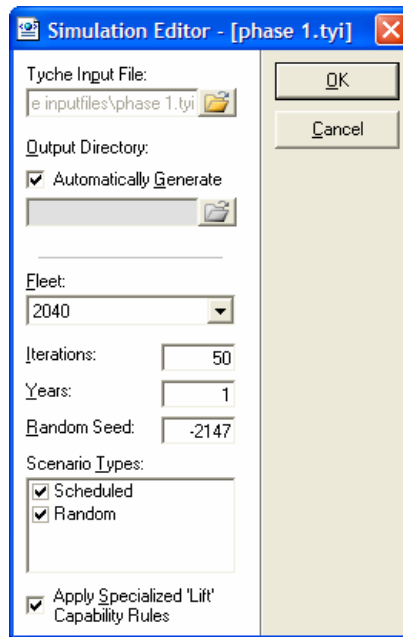 Simulation Editor - [phase 1.tyi]
Tyche Input File:
e inputfiles\phase 1.tyi
Output Directory:
Automatically Generate
Fleet:
2040
Iterations:
50
Years:
1
Random Seed:
-2147
Scenario Types:
Scheduled
Random
Apply Specialized 'Lift'
Capability Rules
OK
Cancel